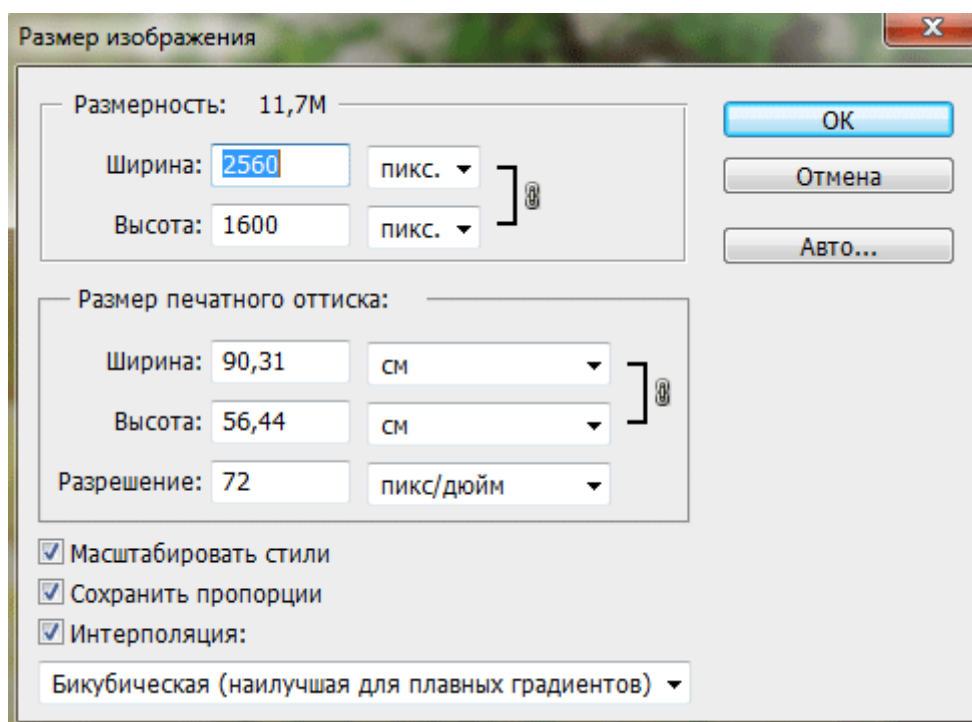 Размер изображения
Размерность: 11,7M
OK
Ширина: 2560 пикс.
Отмена
Высота: 1600 пикс.
Авто...
Размер печатного оттиска:
Ширина: 90,31 см
Высота: 56,44 см
Разрешение: 72 пикс/дюйм
Масштабировать стили
Сохранить пропорции
Интерполяция:
Бикубическая (наилучшая для плавных градиентов)